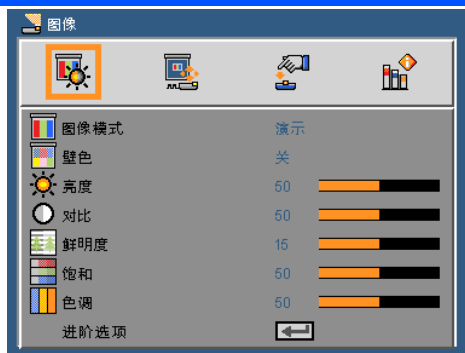 图像
图像模式 演示
壁色 关
亮度 50
对比 50
鲜明度 15
饱和 50
色调 50
进阶选项